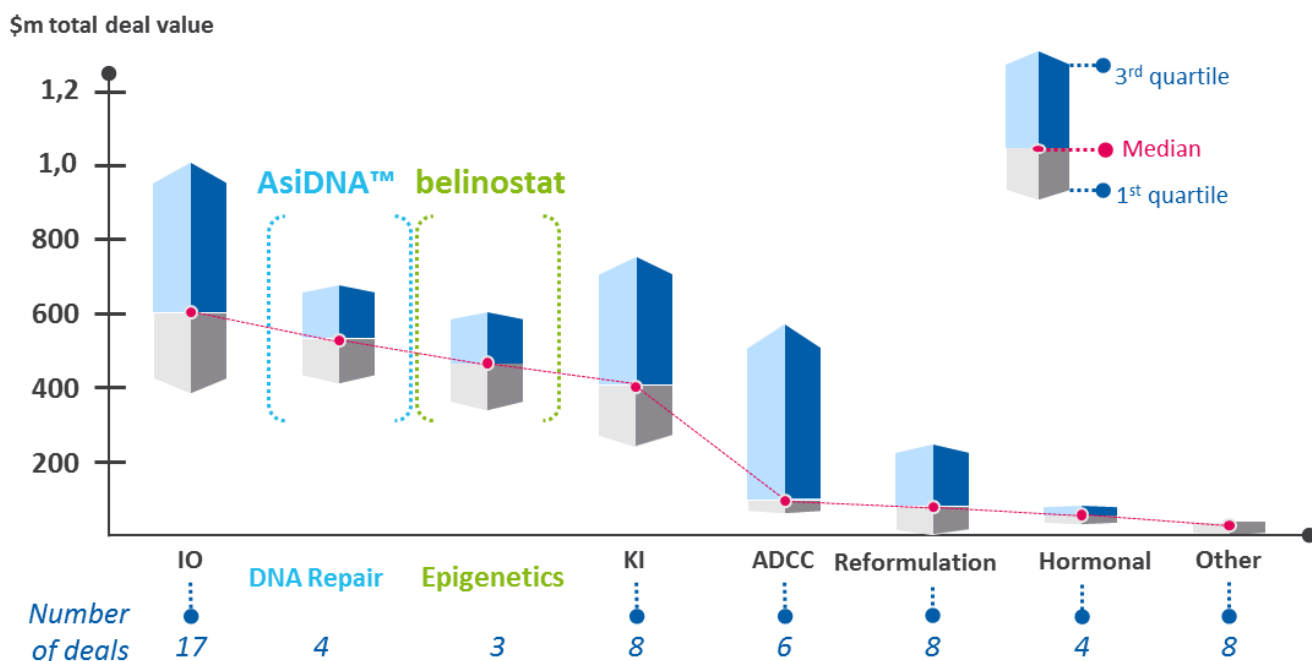 $m total deal value
3rd quartile
Median
1st quartile
1,2
1,0
800
600
400
200
AsiDNA™ belinostat
IO
DNA Repair
Epigenetics
KI
ADCC
Reformulation
Hormonal
Other
Number
of deals
17 4 3 8 6 8 4 8